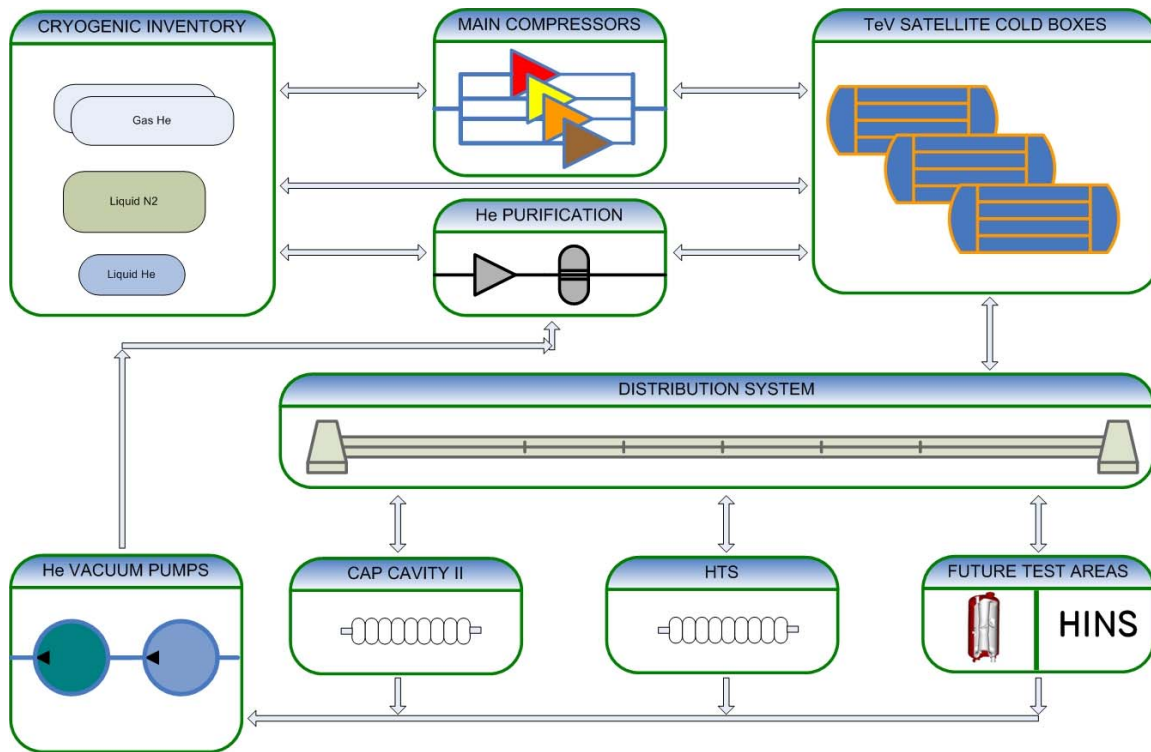 CRYOGENIC INVENTORY
MAIN COMPRESSORS
TeV SATELLITE COLD BOXES
Gas He
Liquid N2
Liquid He
He PURIFICATION
DISTRIBUTION SYSTEM
He VACUUM PUMPS
CAP CAVITY II
HTS
FUTURE TEST AREAS
HINS